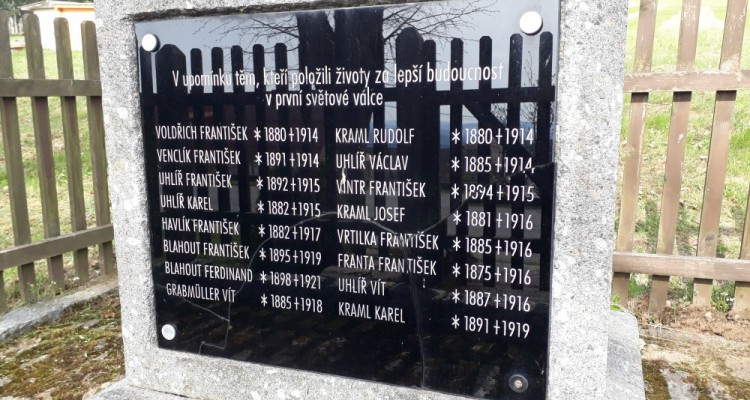 V upomínku těm, kteří položili životy za lepší budoucnost
v první světové válce
VOLDŘICH FRANTIŠEK * 1880 + 1914
VENCLÍK FRANTIŠEK * 1891 + 1914
UHLÍŘ FRANTIŠEK * 1892 + 1915
UHLÍŘ KAREL * 1882 + 1915
HAVLÍK FRANTIŠEK * 1882 + 1917
BLAHOUT FRANTIŠEK * 1895 + 1919
BLAHOUT FERDINAND * 1898 + 1921
GRABMÜLLER VÍT * 1885 + 1918
KRAML RUDOLF * 1880 + 1914
UHLÍŘ VÁCLAV * 1885 + 1914
VINTR FRANTIŠEK * 1894 + 1915
KRAML JOSEF * 1881 + 1916
VRTILKA FRANTIŠEK * 1885 + 1916
FRANTA FRANTIŠEK * 1875 + 1916
UHLÍŘ VÍT * 1887 + 1916
KRAML KAREL * 1891 + 1919